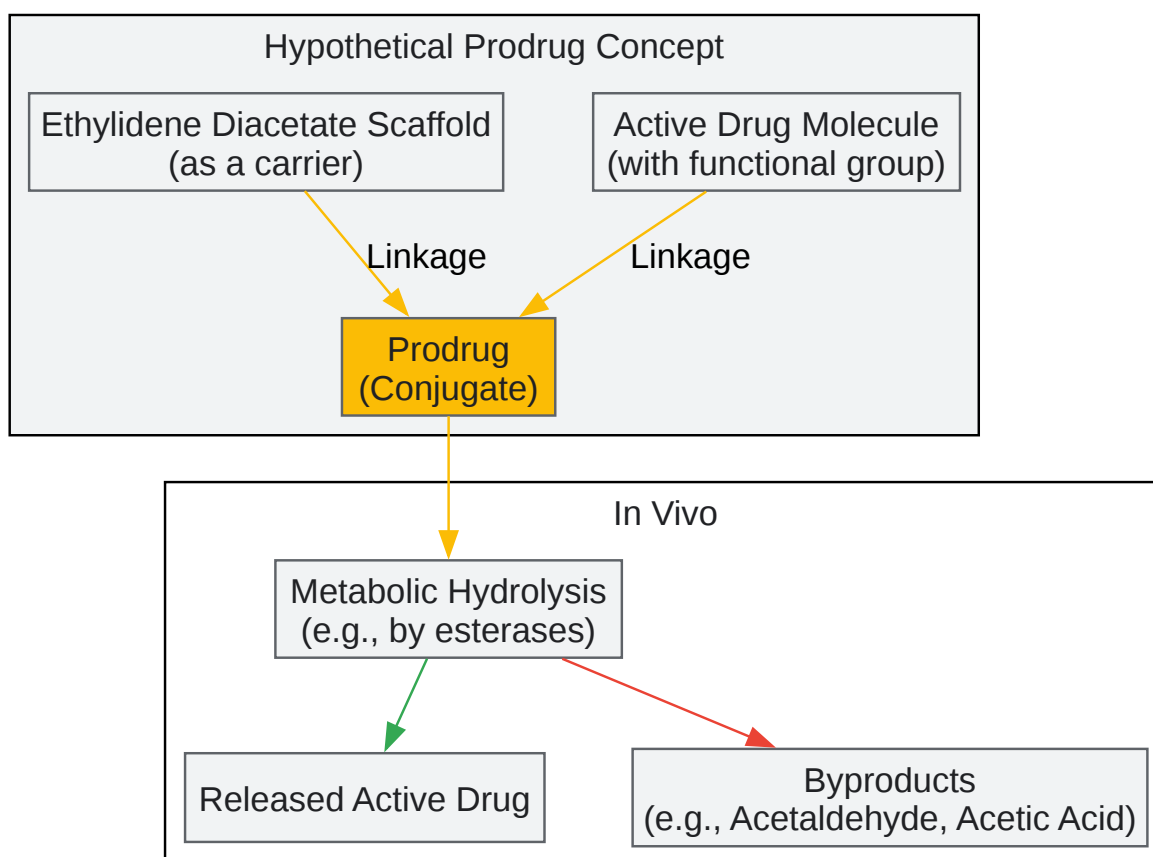 Hypothetical Prodrug Concept
Ethylidene Diacetate Scaffold
(as a carrier)
Active Drug Molecule
(with functional group)
Linkage
Linkage
Prodrug
(Conjugate)
In Vivo
Metabolic Hydrolysis
(e.g., by esterases)
Released Active Drug
Byproducts
(e.g., Acetaldehyde, Acetic Acid)